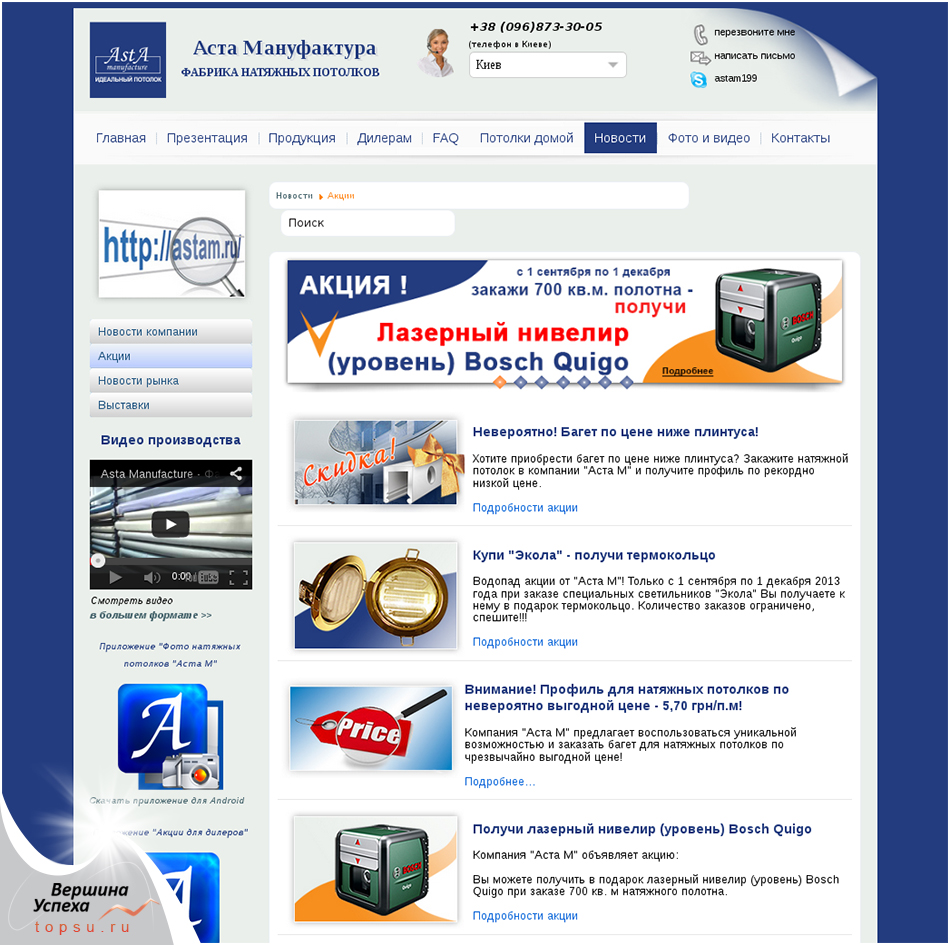 AstA
manufacture
ИДЕАЛЬНЫЙ ПОТОЛОК
Аста Мануфактура
ФАБРИКА НАТЯЖНЫХ ПОТОЛКОВ
+38 (096)873-30-05
(телефон в Киеве)
Киев
перезвоните мне
написать письмо
astam199
Главная
Презентация
Продукция
Дилерам
FAQ
Потолки домой
Новости
Фото и видео
Контакты
http://astam.ru/
Новости
Акции
Поиск
Новости компании
Акции
Новости рынка
Выставки
АКЦИЯ !
с 1 сентября по 1 декабря
закажи 700 кв.м. полотна -
получи
Лазерный нивелир
(уровень) Bosch Quigo
Подробнее
BOSCH
Quigo
Видео производства
Asta Manufacture - Ф
0:00
Смотреть видео
в большем формате >>
Приложение "Фото натяжных
потолков "Аста М"
A
Скачать приложение для Android
жение "Акции для дилеров"
Скидка!
Невероятно! Багет по цене ниже плинтуса!
Хотите приобрести багет по цене ниже плинтуса? Закажите натяжной
потолок в компании "Аста М" и получите профиль по рекордно
низкой цене.
Подробности акции
Купи "Экола" - получи термокольцо
Водопад акции от "Аста М"! Только с 1 сентября по 1 декабря 2013
года при заказе специальных светильников "Экола" Вы получаете к
нему в подарок термокольцо. Количество заказов ограничено,
спешите!!!
Подробности акции
Price
Внимание! Профиль для натяжных потолков по
невероятно выгодной цене - 5,70 грн/п.м!
Компания "Аста М" предлагает воспользоваться уникальной
возможностью и заказать багет для натяжных потолков по
чрезвычайно выгодной цене!
Подробнее...
BOSCH
Quigo
Получи лазерный нивелир (уровень) Bosch Quigo
Компания "Аста М" объявляет акцию:
Вы можете получить в подарок лазерный нивелир (уровень) Bosch
Quigo при заказе 700 кв. м натяжного полотна.
Подробности акции
Вершина
Успеха
topsu.ru